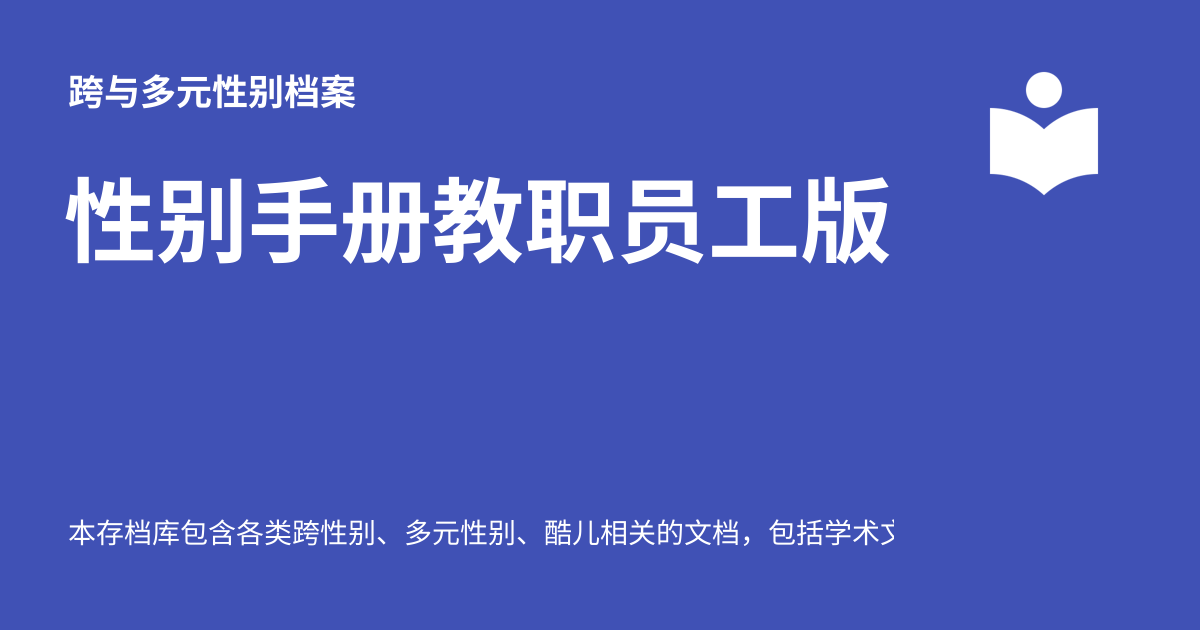 跨与多元性别档案
性别手册教职员工版
本存档库包含各类跨性别、多元性别、酷儿相关的文档，包括学术